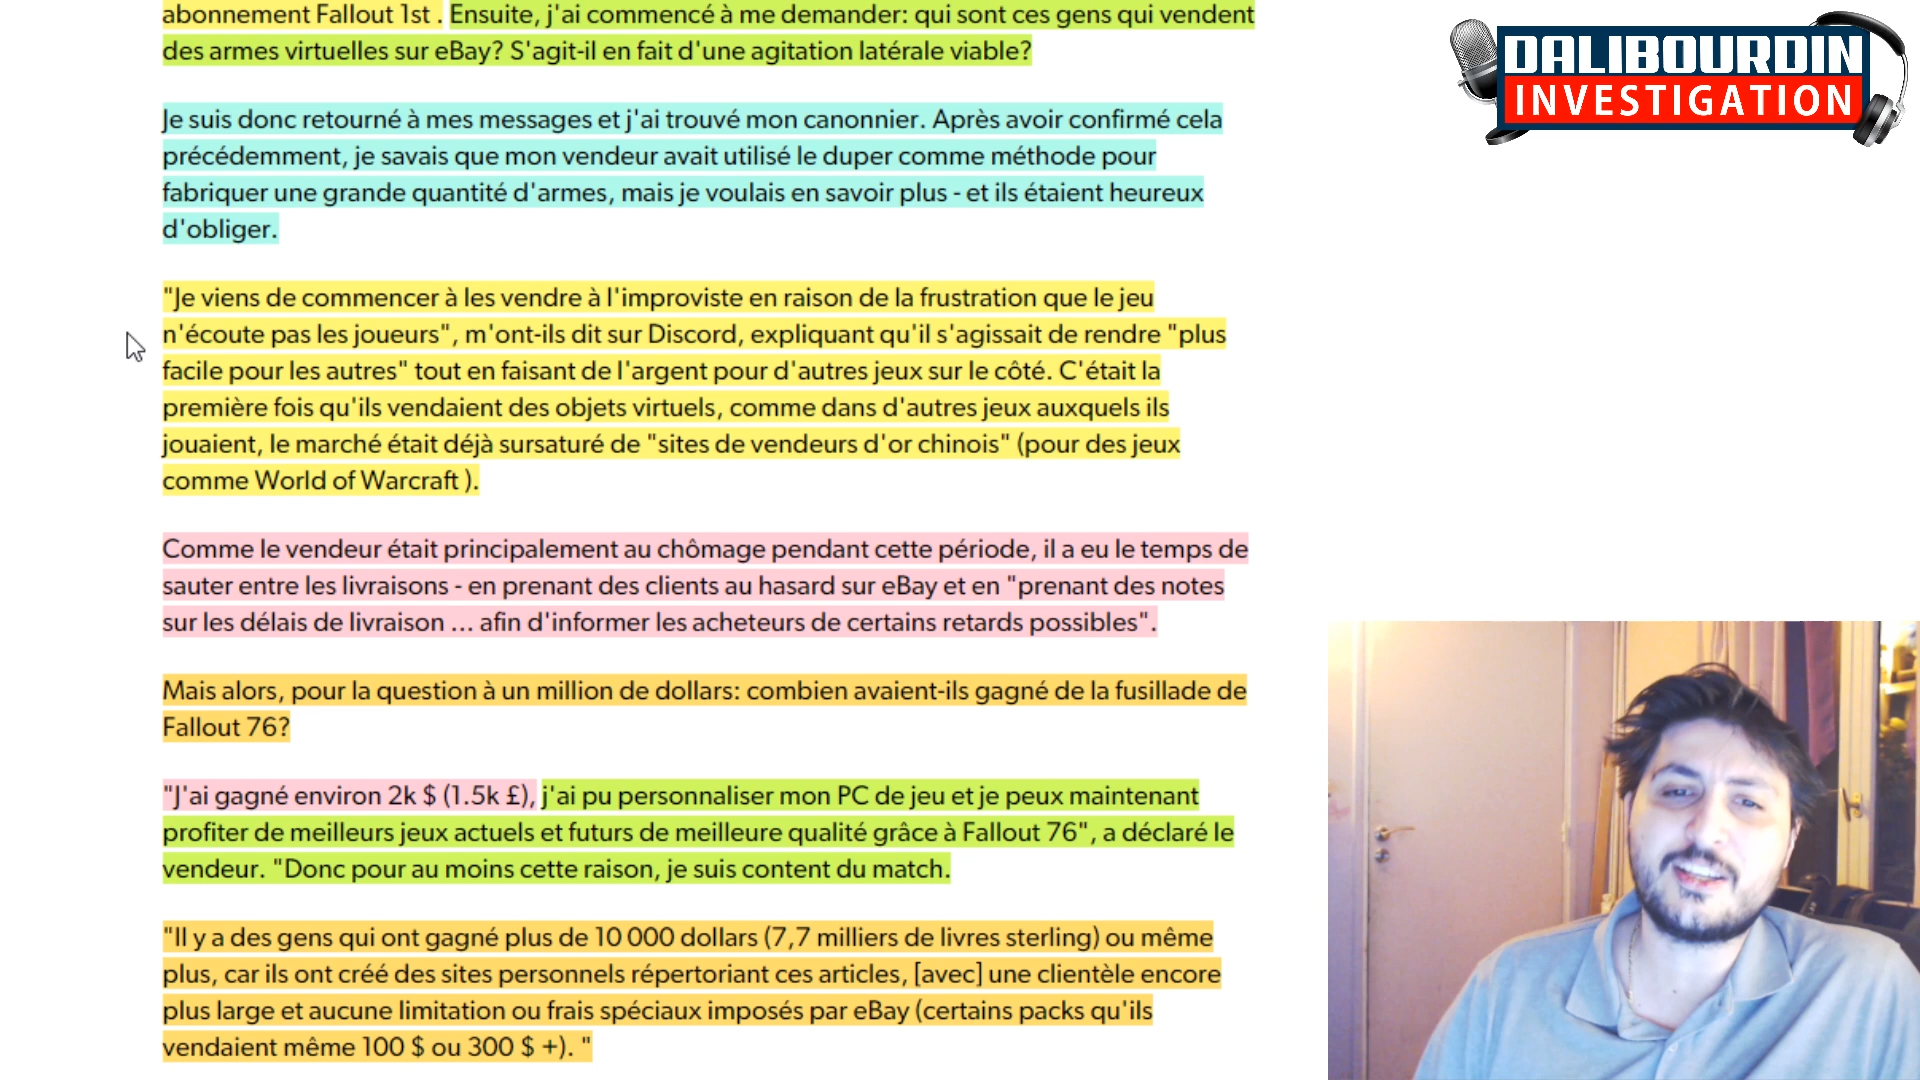 abonnement Fallout 1st . Ensuite, j'ai commencé à me demander: qui sont ces gens qui vendent
des armes virtuelles sur eBay? S'agit-il en fait d'une agitation latérale viable?
Je suis donc retourné à mes messages et j'ai trouvé mon canonnier. Après avoir confirmé cela
précédemment, je savais que mon vendeur avait utilisé le duper comme méthode pour
fabriquer une grande quantité d'armes, mais je voulais en savoir plus - et ils étaient heureux
d'obliger.
"Je viens de commencer à les vendre à l'improviste en raison de la frustration que le jeu
n'écoute pas les joueurs", m'ont-ils dit sur Discord, expliquant qu'il s'agissait de rendre "plus
facile pour les autres" tout en faisant de l'argent pour d'autres jeux sur le côté. C'était la
première fois qu'ils vendaient des objets virtuels, comme dans d'autres jeux auxquels ils
jouaient, le marché était déjà sursaturé de "sites de vendeurs d'or chinois" (pour des jeux
comme World of Warcraft ).
Comme le vendeur était principalement au chômage pendant cette période, il a eu le temps de
sauter entre les livraisons - en prenant des clients au hasard sur eBay et en "prenant des notes
sur les délais de livraison ... afin d'informer les acheteurs de certains retards possibles".
Mais alors, pour la question à un million de dollars: combien avaient-ils gagné de la fusillade de
Fallout 76?
"J'ai gagné environ 2k $ (1.5k £), j'ai pu personnaliser mon PC de jeu et je peux maintenant
profiter de meilleurs jeux actuels et futurs de meilleure qualité grâce à Fallout 76", a déclaré le
vendeur. "Donc pour au moins cette raison, je suis content du match.
"Il y a des gens qui ont gagné plus de 10 000 dollars (7,7 milliers de livres sterling) ou même
plus, car ils ont créé des sites personnels répertoriant ces articles, [avec] une clientèle encore
plus large et aucune limitation ou frais spéciaux imposés par eBay (certains packs qu'ils
vendaient même 100 $ ou 300 $ +). "
DALIBOURDIN
INVESTIGATION